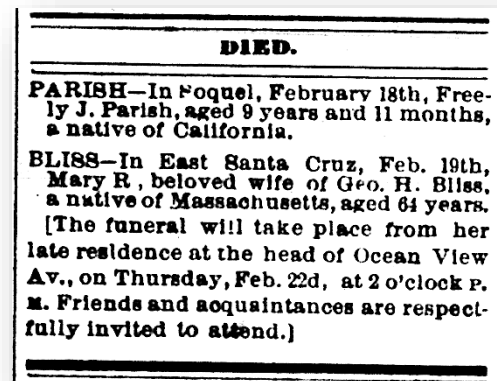 DIED.
PARISH—In Soquel, February 18th, Free-
ly J. Parish, aged 9 years and 11 months,
a native of California.
BLISS—In East Santa Cruz, Feb. 19th,
Mary R, beloved wife of Geo. H. Bliss,
a native of Massachusetts, aged 64 years.
[The funeral will take place from her
late residence at the head of Ocean View
Av., on Thursday, Feb. 22d, at 2 o'clock P.
M. Friends and acquaintances are respect-
fully invited to attend.]